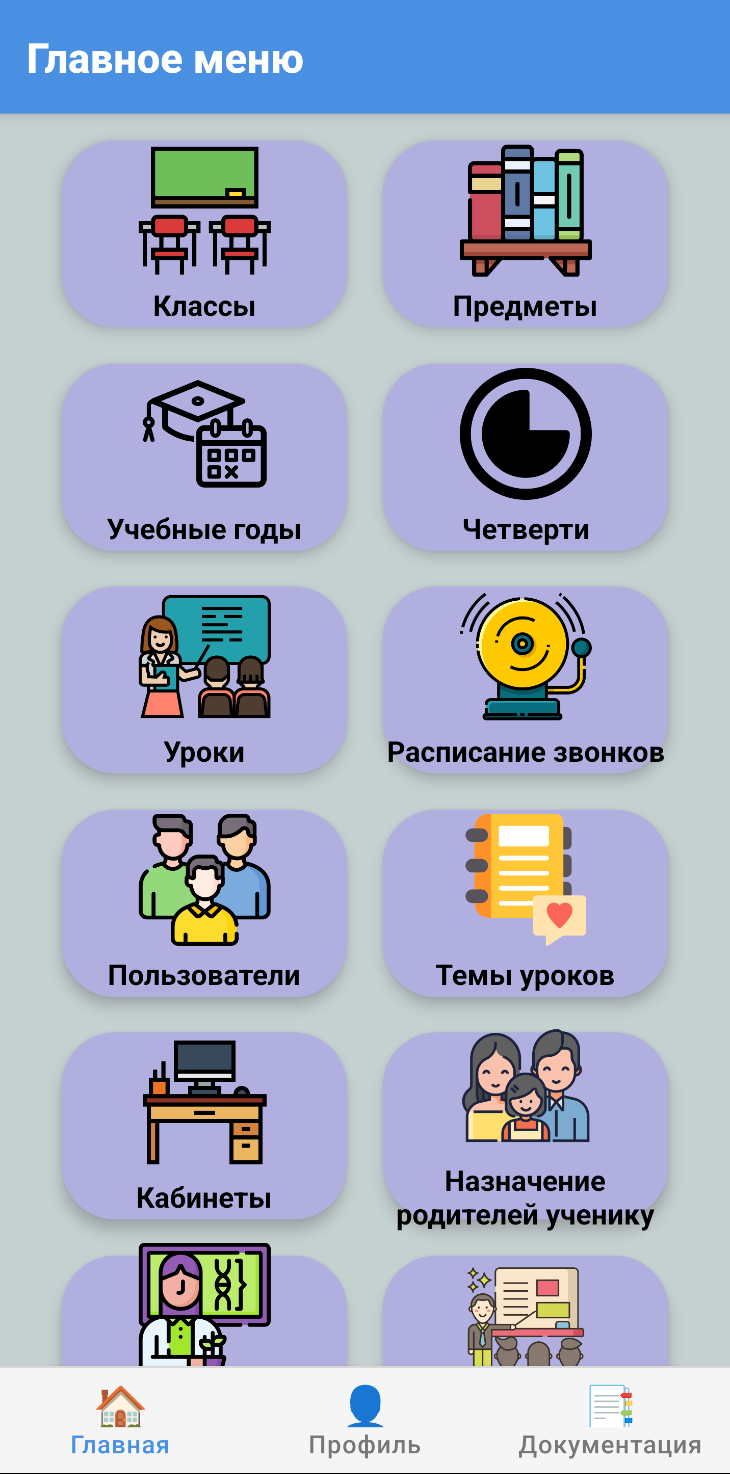 Главное меню
Классы
Предметы
Учебные годы
Четверти
Уроки
Расписание звонков
Пользователи
Темы уроков
Кабинеты
Назначение
родителей ученику
Главная
Профиль
Документация